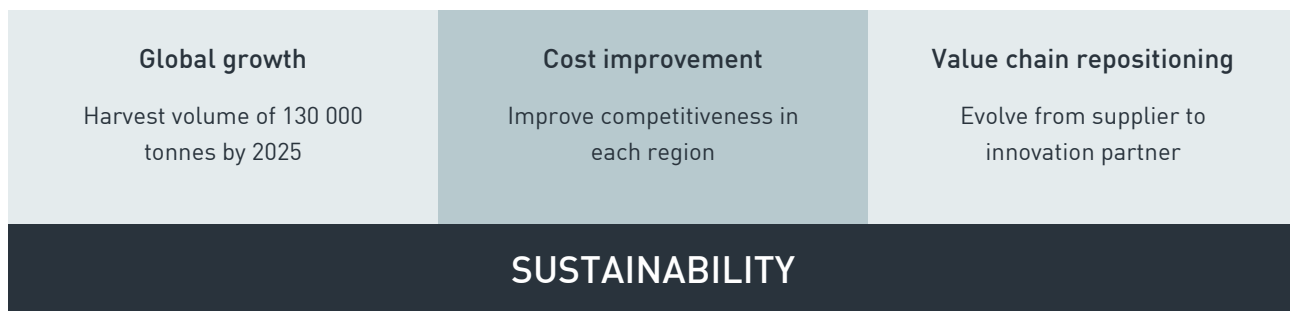 Global growth
Harvest volume of 130 000
tonnes by 2025
Cost improvement
Improve competitiveness in
each region
Value chain repositioning
Evolve from supplier to
innovation partner
SUSTAINABILITY